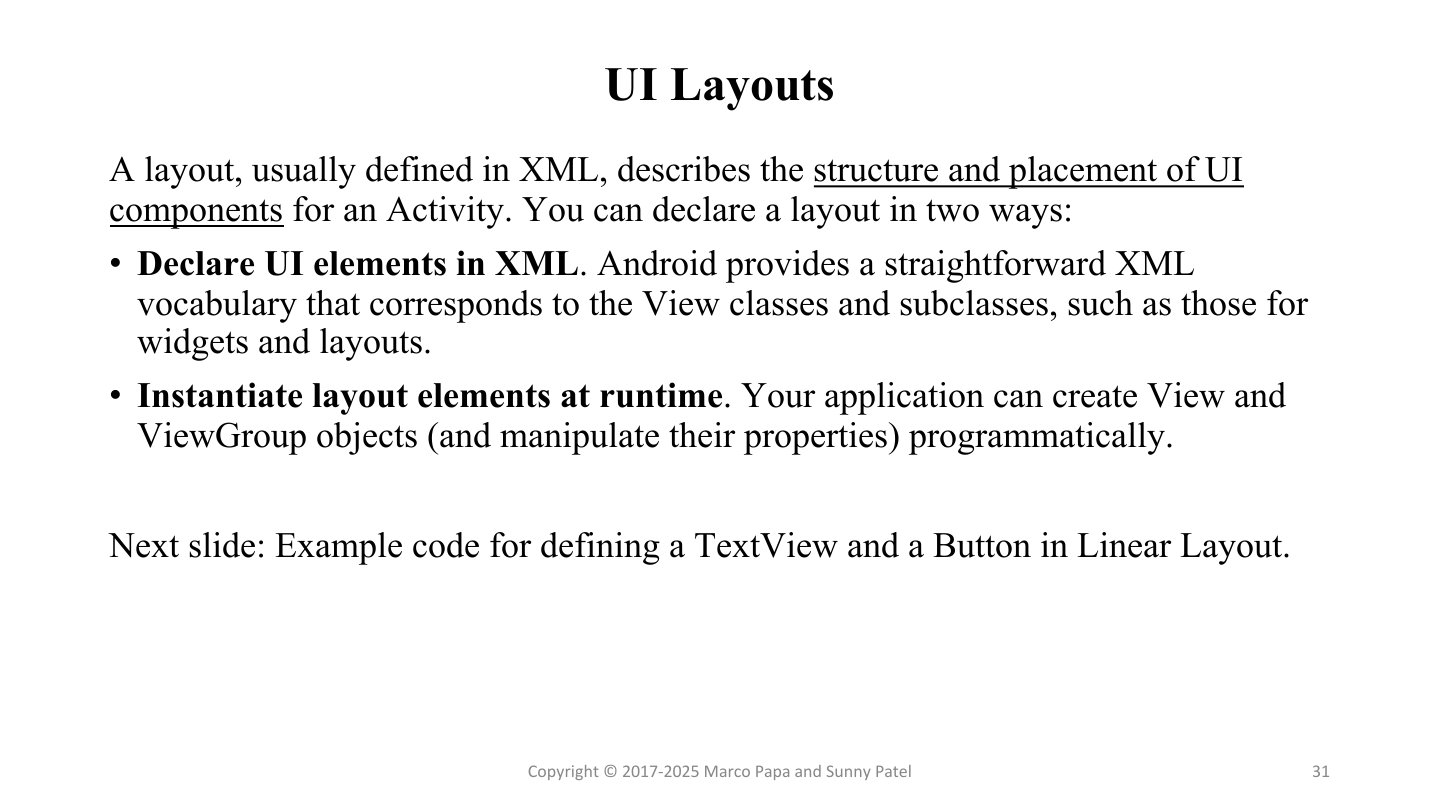 UI Layouts
A layout, usually defined in XML, describes the structure and placement of UI
components for an Activity. You can declare a layout in two ways:
• Declare UI elements in XML. Android provides a straightforward XML
vocabulary that corresponds to the View classes and subclasses, such as those for
widgets and layouts.
• Instantiate layout elements at runtime. Your application can create View and
ViewGroup objects (and manipulate their properties) programmatically.
Next slide: Example code for defining a TextView and a Button in Linear Layout.
Copyright © 2017-2025 Marco Papa and Sunny Patel
31